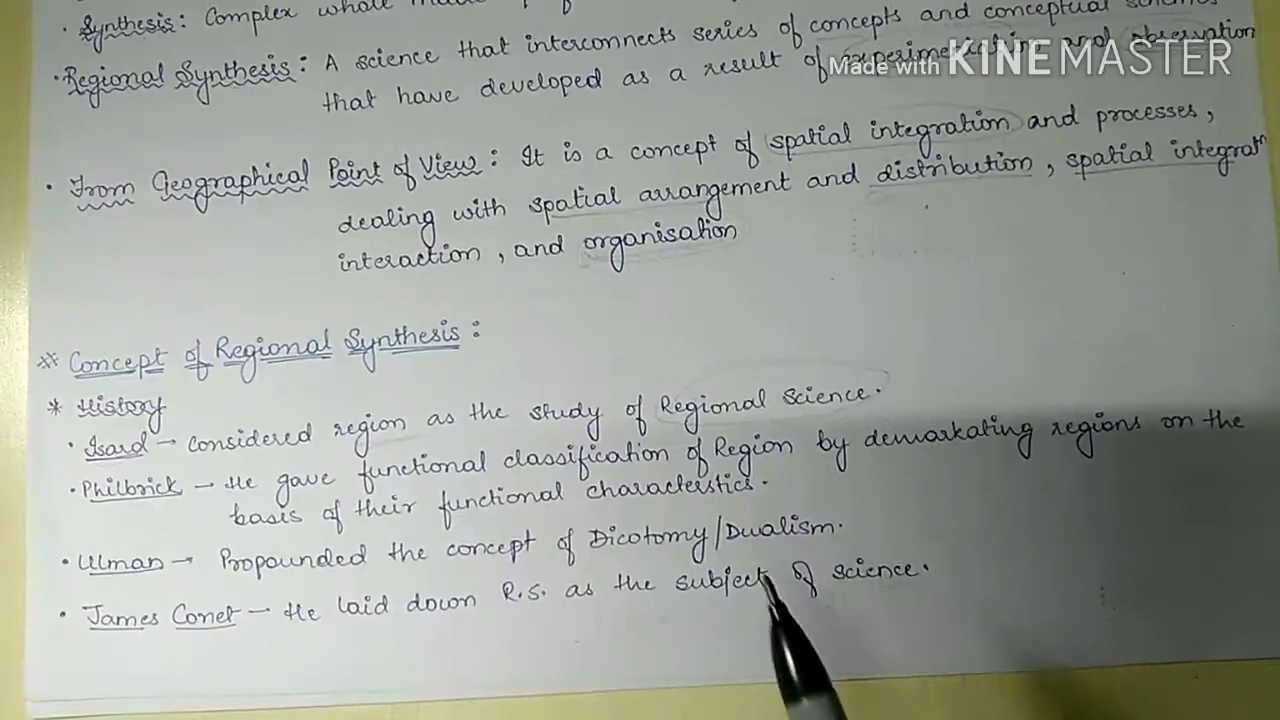 • Synthesis: Complex whole made
• Regional Synthesis: A science that interconnects series of concepts and conceptual
that have developed as a result of and observation
Made with KINEMASTER
• From Geographical Point of View: It is a concept of spatial integration and processes,
dealing with spatial arrangement and distribution, spatial integratn
interaction, and organisation
** Concept of Regional Synthesis:
* History
• Isard → considered region as the study of Regional Science.
• Philbrick → He gave functional classification of Region by demarkating regions on the
basis of their functional characteristics.
• Ulman → Propounded the concept of Dicotomy/Dualism.
• James Conet – He laid down R.S. as the subject of science.